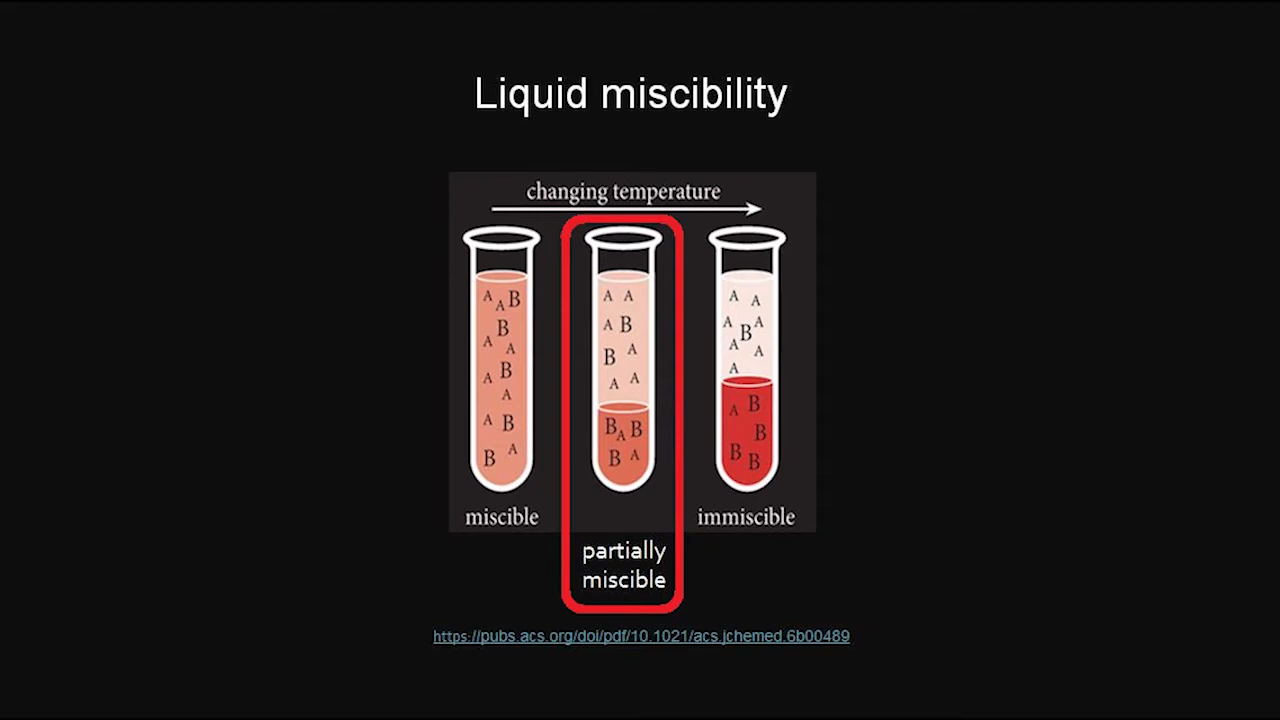 Liquid miscibility
changing temperature
A A B
B
A A
B
A
A
A B
B A
A A
A B
B A
A A
B A B
B A
A A
A B A
A A
A
A B
B
B B
miscible
immiscible
partially
miscible
https://pubs.acs.org/doi/pdf/10.1021/acs.jchemed.6b00489